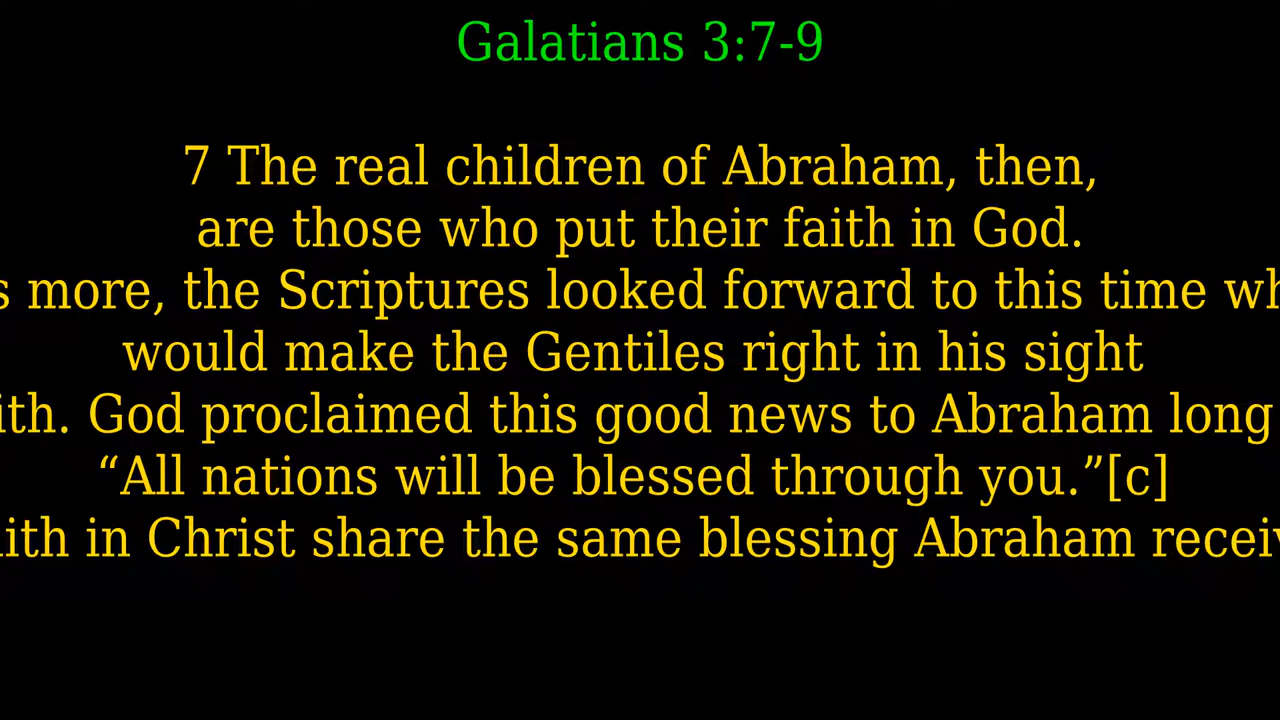 Galatians 3:7-9
7 The real children of Abraham, then,
are those who put their faith in God.
s more, the Scriptures looked forward to this time wh
would make the Gentiles right in his sight
ith. God proclaimed this good news to Abraham long
“All nations will be blessed through you.”[c]
ith in Christ share the same blessing Abraham receiv